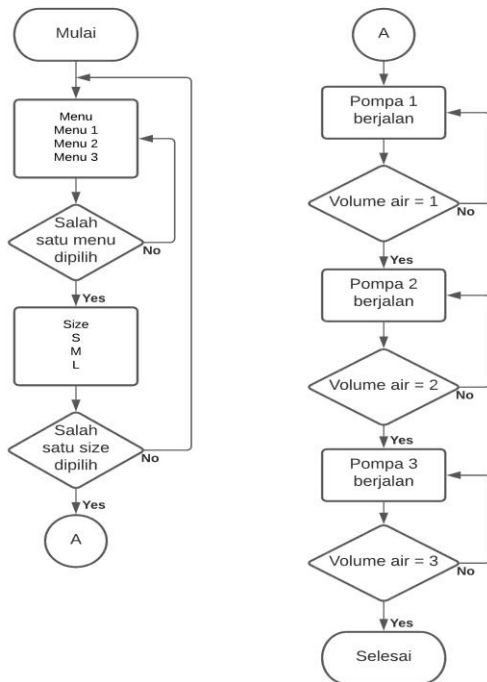 Mulai
Menu
Menu 1
Menu 2
Menu 3
Salah
satu menu
dipilih
No
Yes
Size
S
M
L
Salah
satu size
dipilih
No
Yes
A
A
Pompa 1
berjalan
Volume air = 1
No
Yes
Pompa 2
berjalan
Volume air = 2
No
Yes
Pompa 3
berjalan
Volume air = 3
No
Yes
Selesai